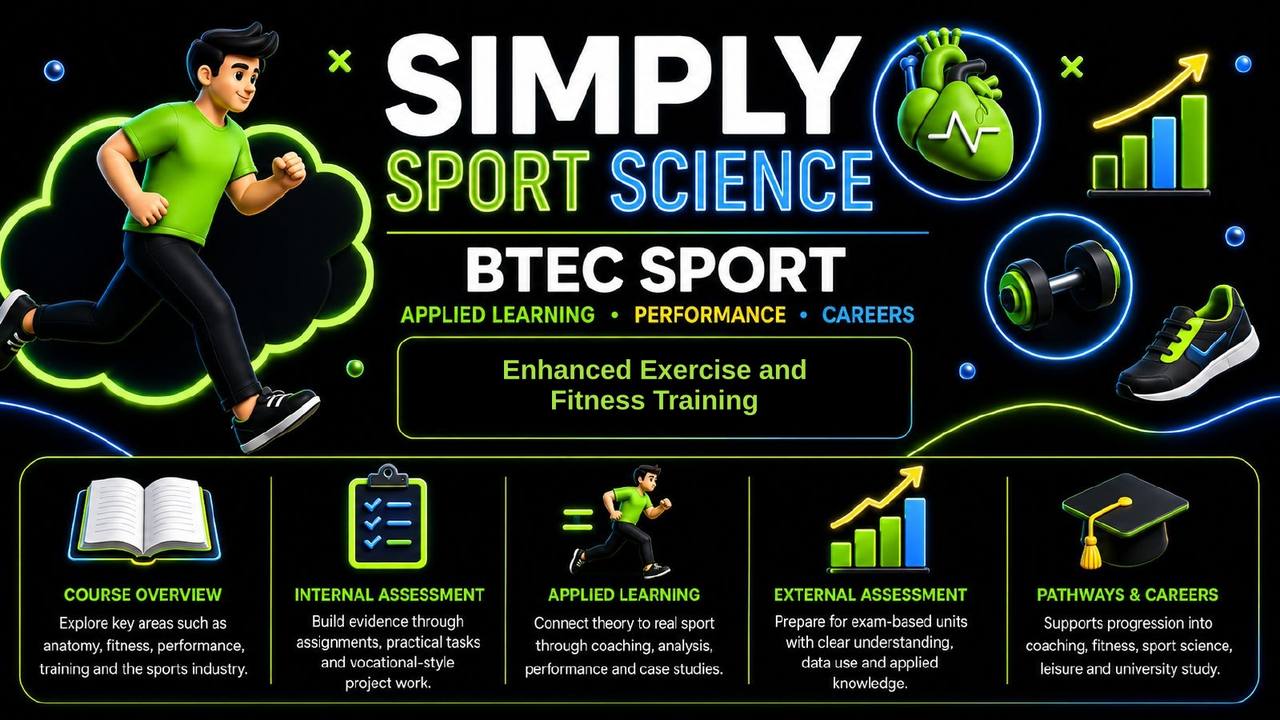 SIMPLY
SPORT SCIENCE
BTEC SPORT
APPLIED LEARNING • PERFORMANCE • CAREERS
Enhanced Exercise and
Fitness Training
COURSE OVERVIEW
Explore key areas such as
anatomy, fitness, performance,
training and the sports industry.
INTERNAL ASSESSMENT
Build evidence through
assignments, practical tasks
and vocational-style
project work.
APPLIED LEARNING
Connect theory to real sport
through coaching, analysis,
performance and case studies.
EXTERNAL ASSESSMENT
Prepare for exam-based units
with clear understanding,
data use and applied
knowledge.
PATHWAYS & CAREERS
Supports progression into
coaching, fitness, sport science,
leisure and university study.